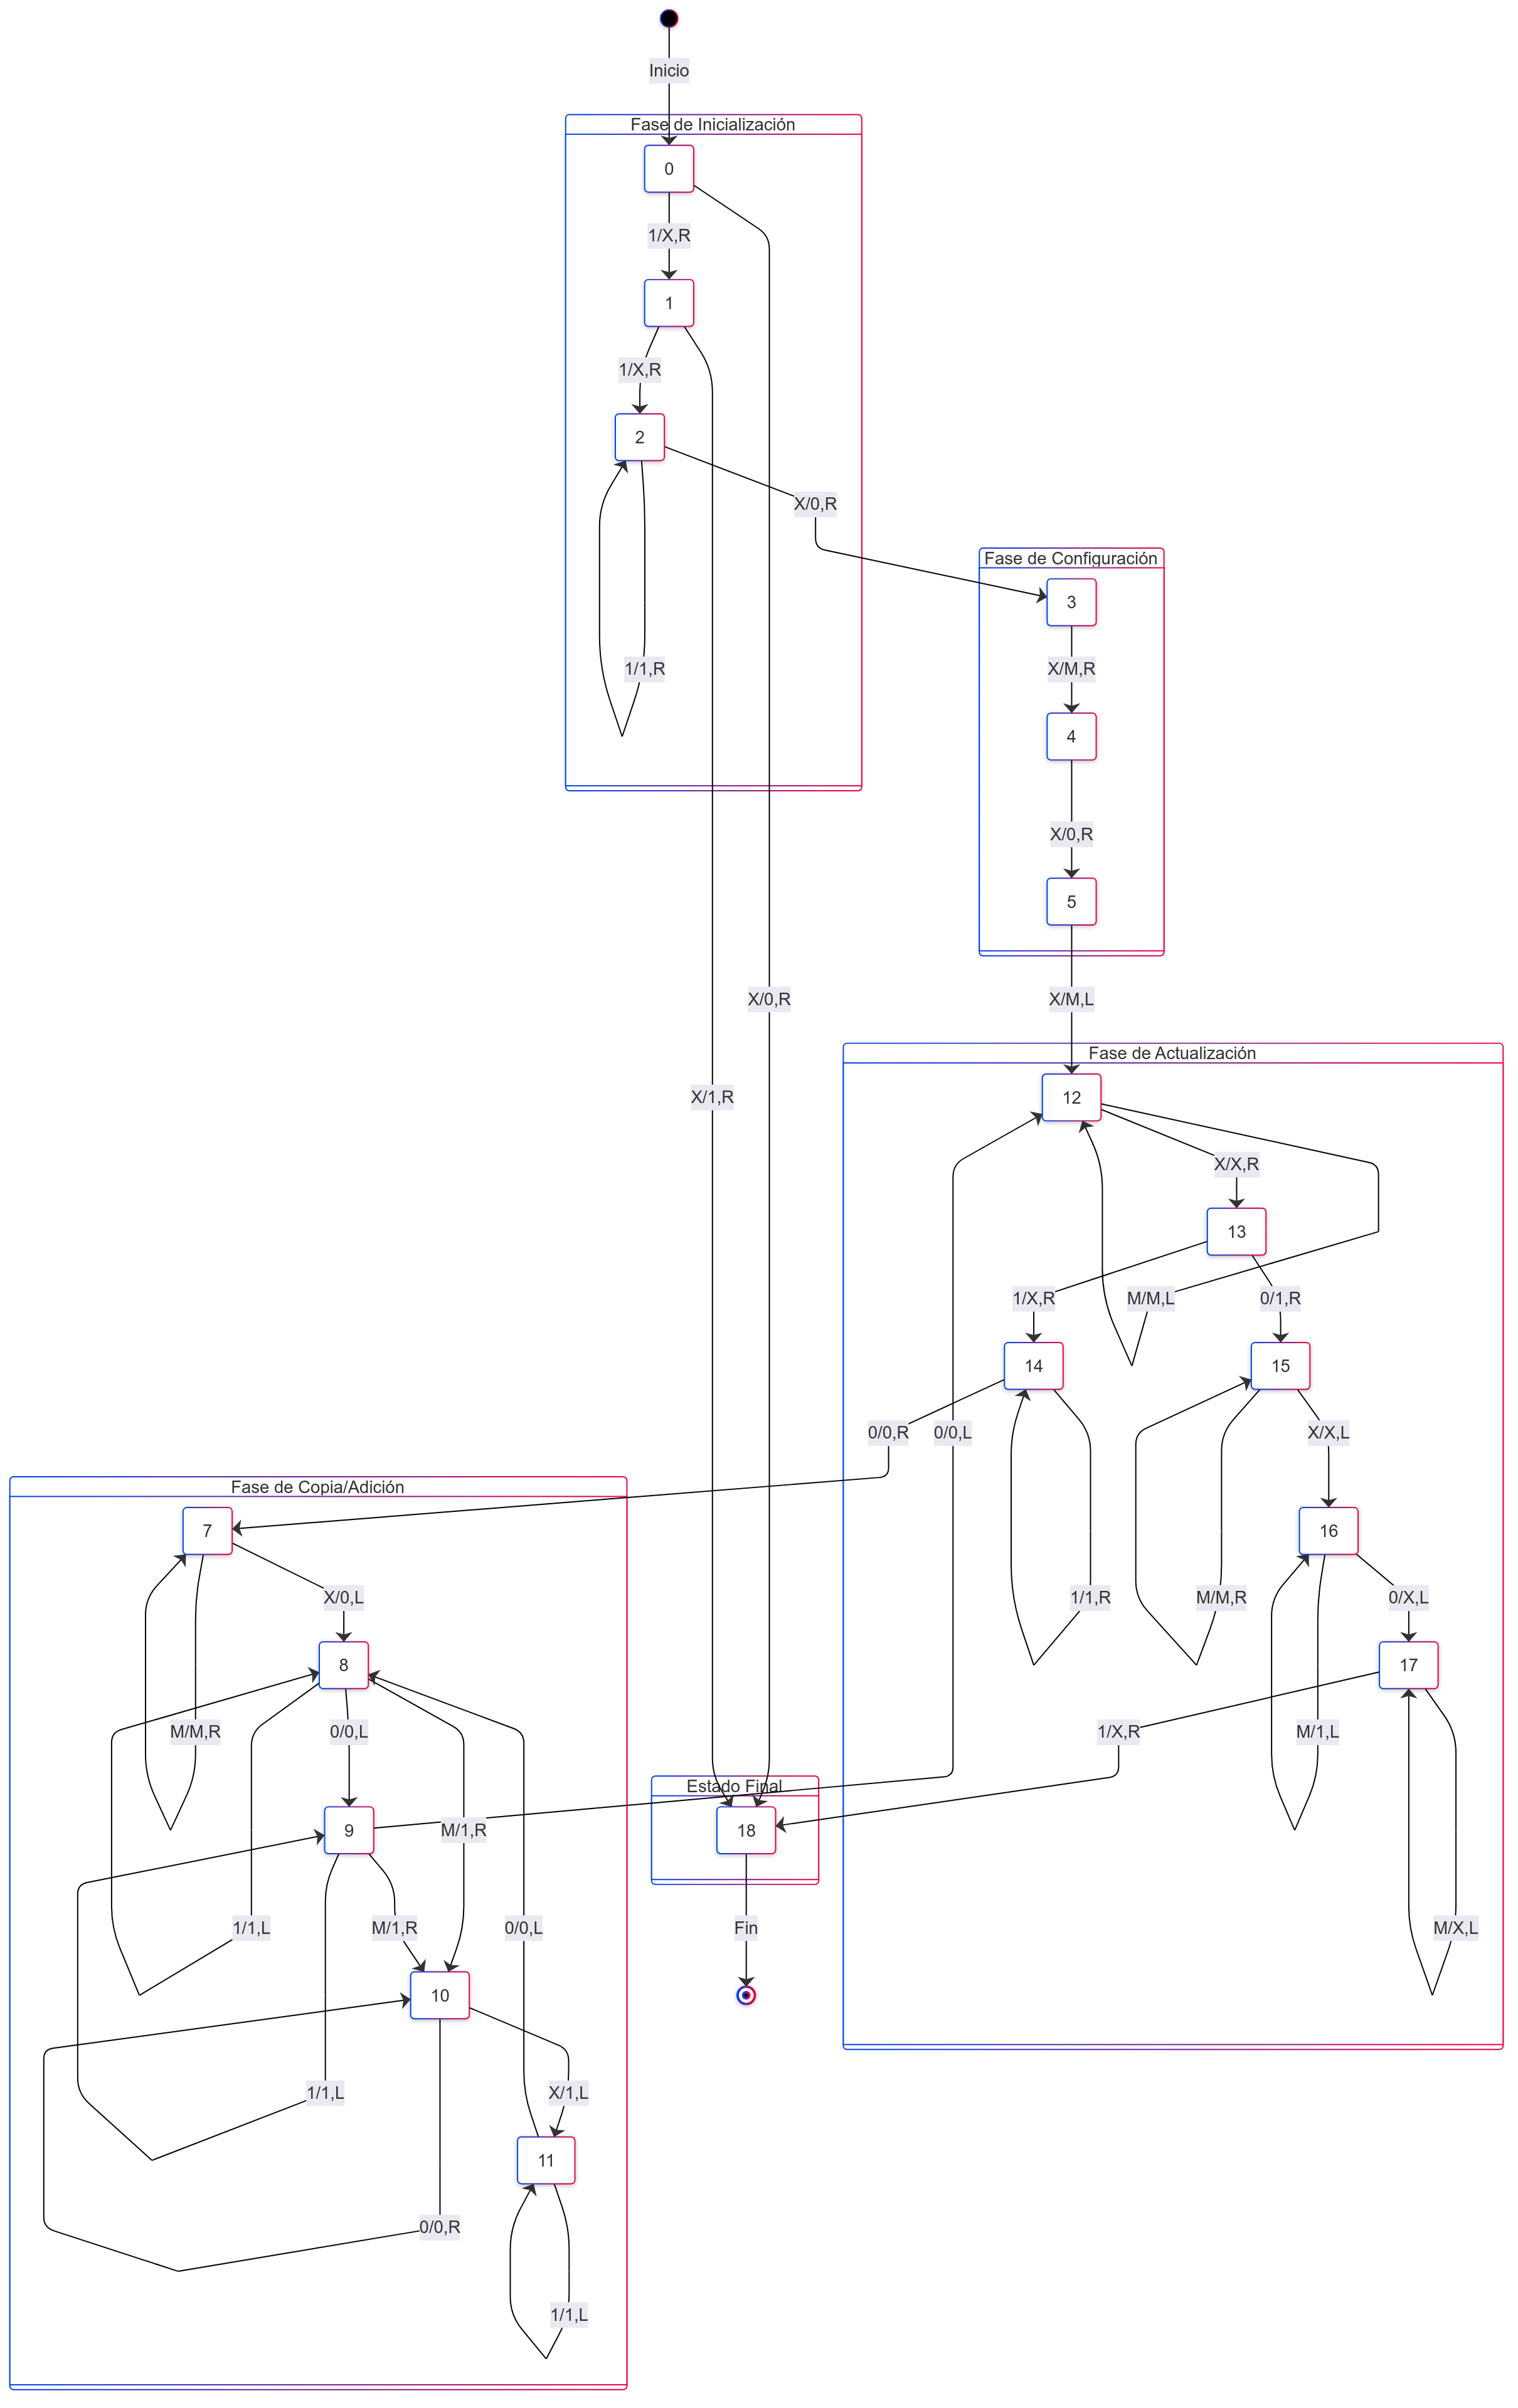 Inicio
Fase de Inicialización
0
1/X,R
1
1/X,R
2
X/0,R
Fase de Configuración
3
1/1,R
X/M,R
4
X/0,R
5
X/0,R
X/M,L
Fase de Actualización
X/1,R
12
X/X,R
13
1/X,R
M/M,L
0/1,R
14
15
0/0,R
0/0,L
X/X,L
Fase de Copia/Adición
7
16
X/0,L
1/1,R
M/M,R
0/X,L
8
17
M/M,R
0/0,L
1/X,R
M/1,L
Estado Final
9
M/1,R
18
1/1,L
M/1,R
0/0,L
Fin
M/X,L
10
1/1,L
X/1,L
11
0/0,R
1/1,L